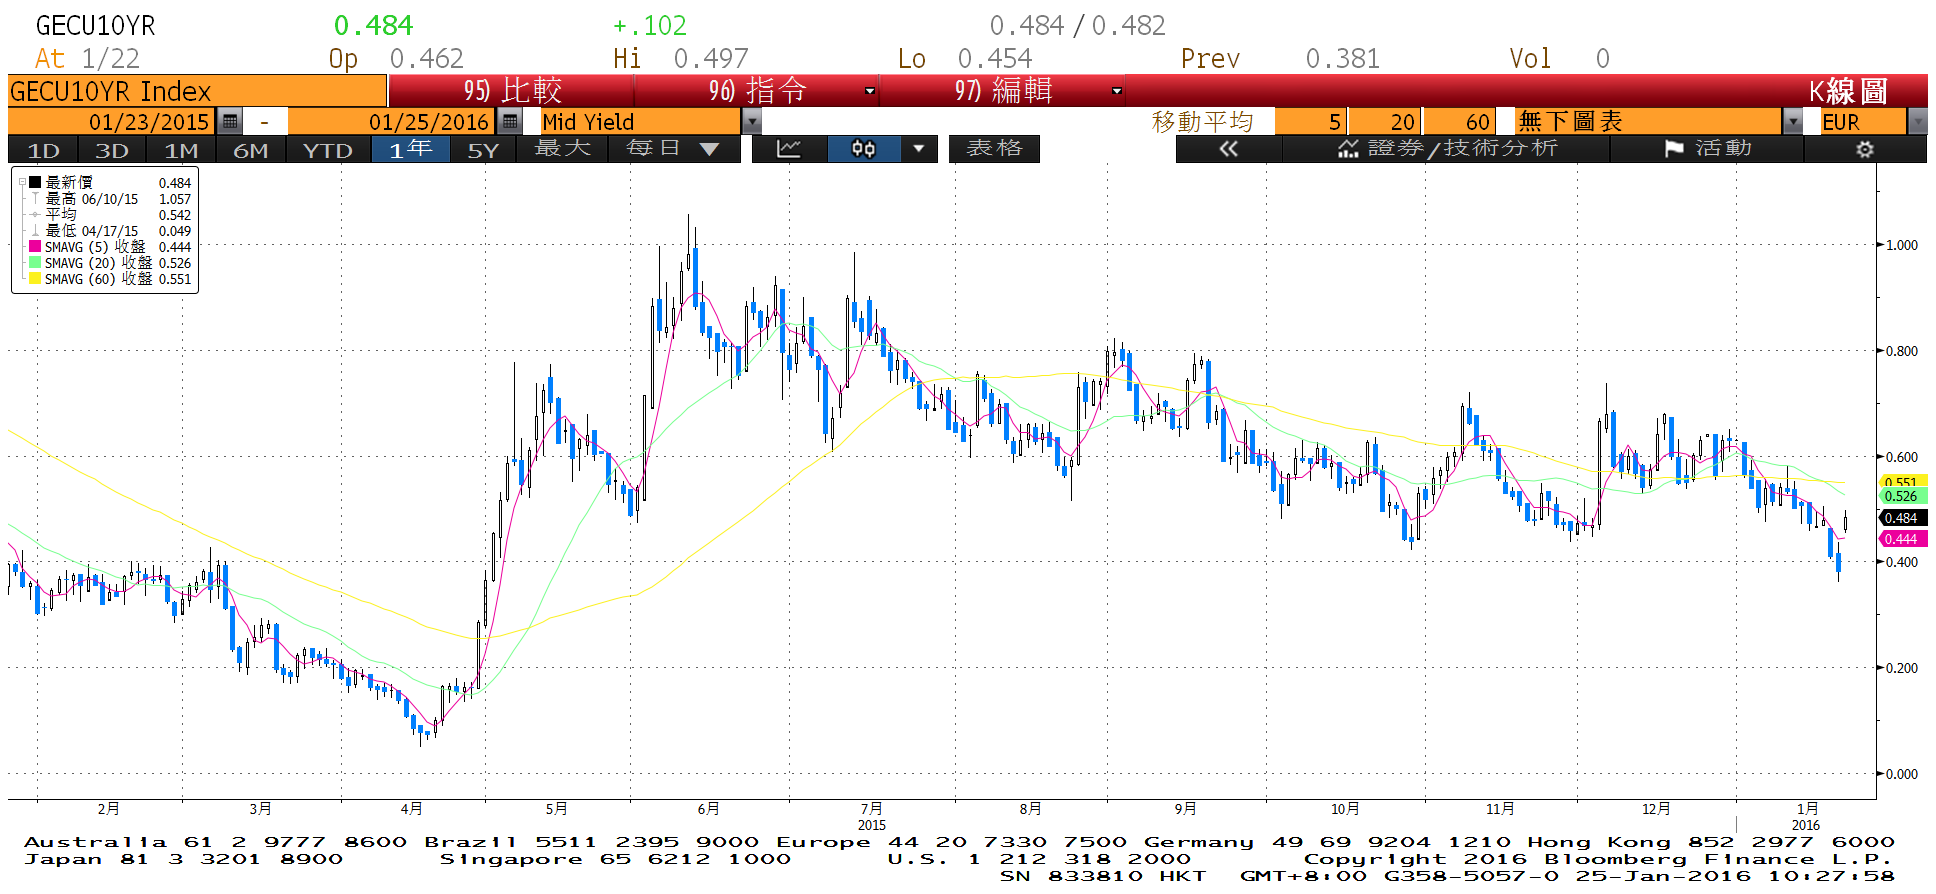 GECU10YR 0.484 +.102 0.484 / 0.482
At 1/22 Op 0.462 Hi 0.497 Lo 0.454 Prev 0.381 Vol 0
GECU10YR Index 95) 比較 96) 指令 97) 編輯 K線圖
01/23/2015 - 01/25/2016 Mid Yield 移動平均 5 20 60 無下圖表 EUR
1D 3D 1M 6M YTD 1年 5Y 最大 每日 表格 證券/技術分析 活動
最新價 0.484
最高 06/10/15 1.057
平均 0.542
最低 04/17/15 0.049
SMAVG (5) 收盤 0.444
SMAVG (20) 收盤 0.526
SMAVG (60) 收盤 0.551
1.000
0.800
0.600
0.551
0.526
0.484
0.444
0.400
0.200
0.000
2月 3月 4月 5月 6月 7月 8月 9月 10月 11月 12月 1月
2015 2016
Australia 61 2 9777 8600 Brazil 5511 2395 9000 Europe 44 20 7330 7500 Germany 49 69 9204 1210 Hong Kong 852 2977 6000
Japan 81 3 3201 8900 Singapore 65 6212 1000 U.S. 1 212 318 2000 Copyright 2016 Bloomberg Finance L.P.
SN 833810 HKT GMT+8:00 G358-5057-0 25-Jan-2016 10:27:58